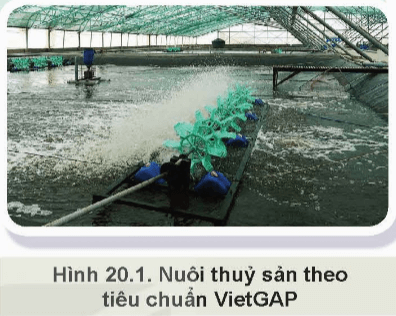 Hình 20.1. Nuôi thuỷ sản theo
tiêu chuẩn VietGAP